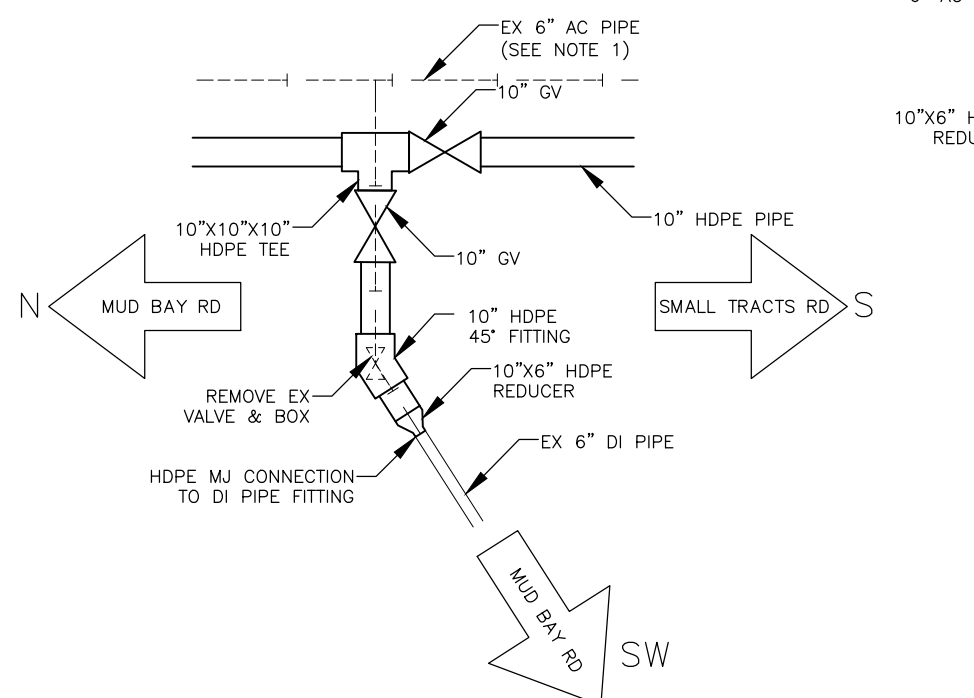 EX 6" AC PIPE
(SEE NOTE 1)
10" GV
10"X6" H
REDU
10" HDPE PIPE
10"X10"X10"
HDPE TEE
10" GV
N
MUD BAY RD
SMALL TRACTS RD
S
10" HDPE
45° FITTING
10"X6" HDPE
REDUCER
REMOVE EX
VALVE & BOX
EX 6" DI PIPE
HDPE MJ CONNECTION
TO DI PIPE FITTING
MUD BAY RD
SW